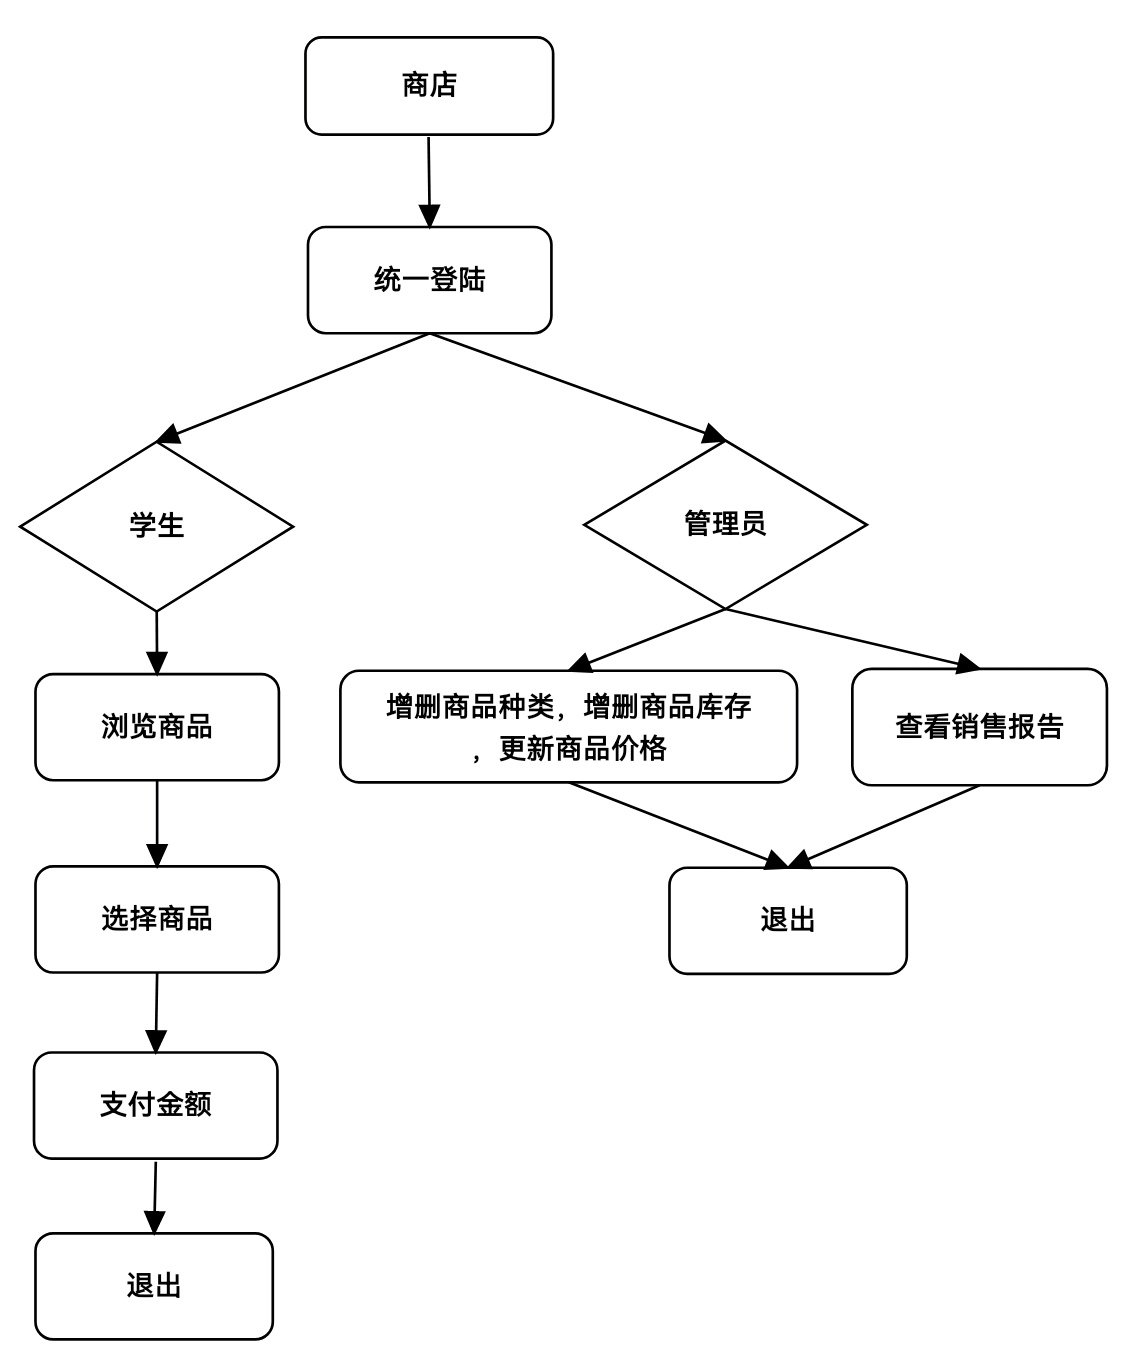 商店
统一登陆
学生
管理员
浏览商品
增删商品种类，增删商品库存
，更新商品价格
查看销售报告
选择商品
退出
支付金额
退出